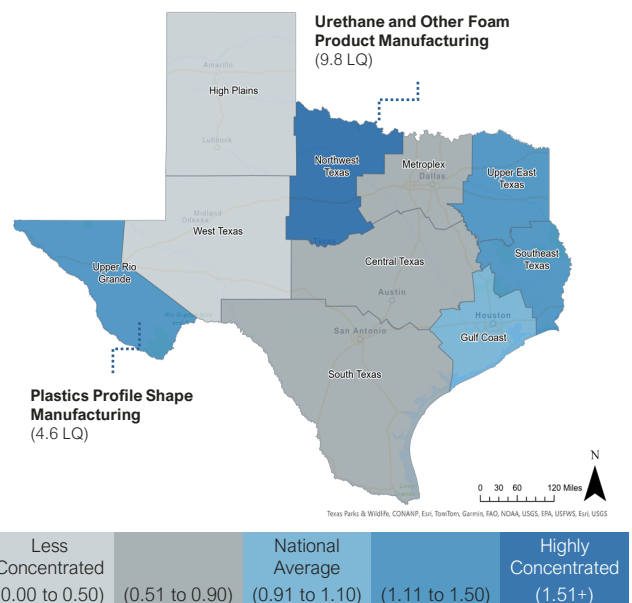 Urethane and Other Foam
Product Manufacturing
(9.8 LQ)
Amarillo
High Plains
Lubbock
Northwest
Texas
Metroplex
Dallas
Upper East
Texas
Midland
Odessa
West Texas
Texas
Upper Rio
Grande
Central Texas
Southeast
Texas
Austin
Houston
Gulf Coast
San Antonio
South Texas
Plastics Profile Shape
Manufacturing
(4.6 LQ)
N
0 30 60 120 Miles
Texas Parks & Wildlife, CONANP, Esri, TomTom, Garmin, FAO, NOAA, USGS, EPA, USFWS, Esri, USGS
Less
Concentrated
(0.00 to 0.50)
(0.51 to 0.90)
National
Average
(0.91 to 1.10)
(1.11 to 1.50)
Highly
Concentrated
(1.51+)